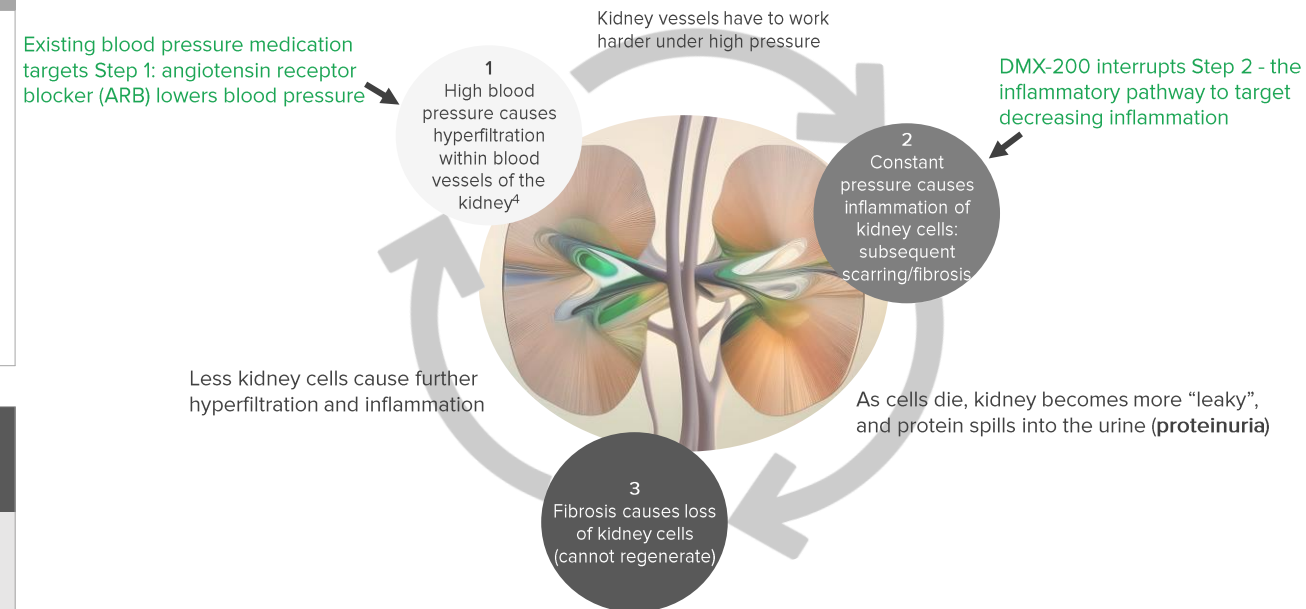 Kidney vessels have to work
harder under high pressure
Existing blood pressure medication
targets Step 1: angiotensin receptor
blocker (ARB) lowers blood pressure
1
High blood
pressure causes
hyperfiltration
within blood
vessels of the
kidney⁴
DMX-200 interrupts Step 2 - the
inflammatory pathway to target
decreasing inflammation
2
Constant
pressure causes
inflammation of
kidney cells:
subsequent
scarring/fibrosis
As cells die, kidney becomes more “leaky”,
and protein spills into the urine (proteinuria)
3
Fibrosis causes loss
of kidney cells
(cannot regenerate)
Less kidney cells cause further
hyperfiltration and inflammation